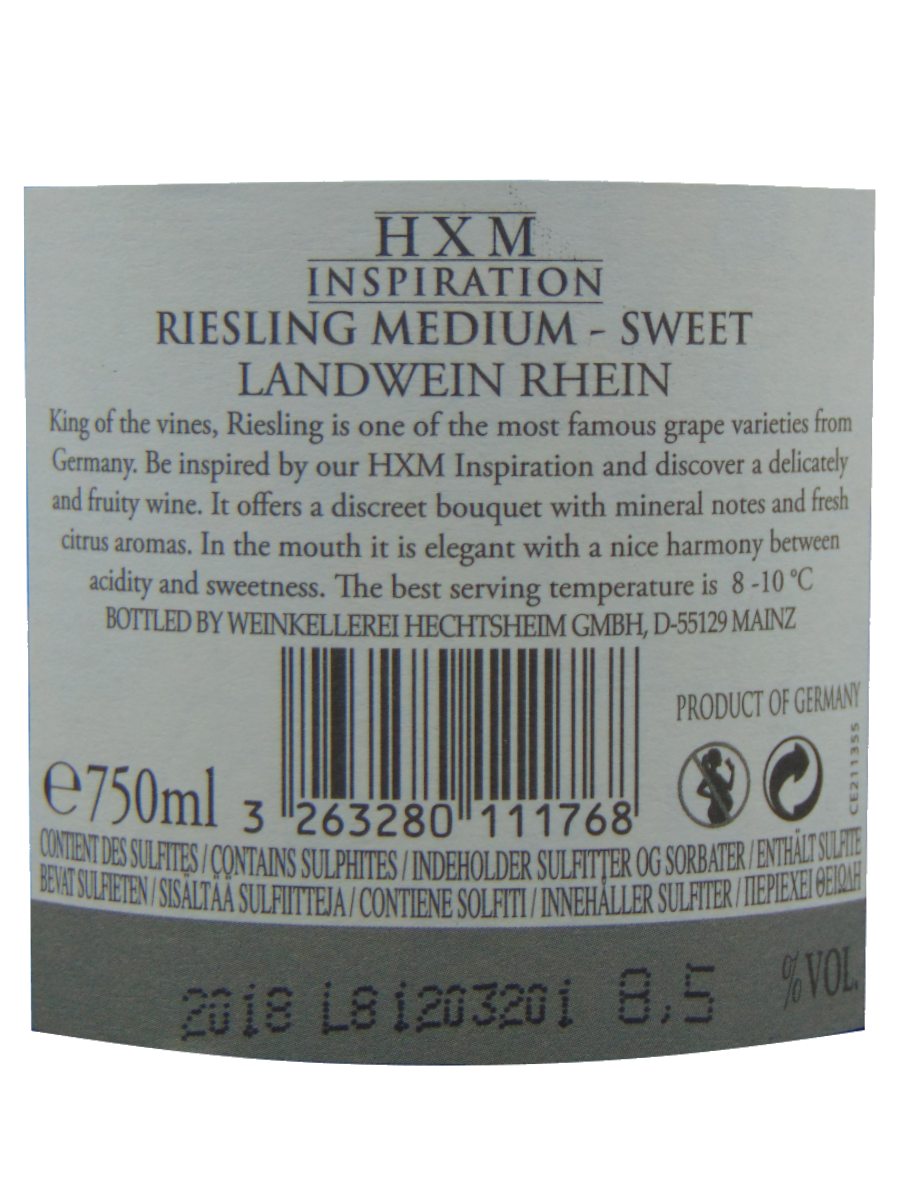 HXM
INSPIRATION
RIESLING MEDIUM - SWEET
LANDWEIN RHEIN
King of the vines, Riesling is one of the most famous grape varieties from
Germany. Be inspired by our HXM Inspiration and discover a delicately
and fruity wine. It offers a discreet bouquet with mineral notes and fresh
citrus aromas. In the mouth it is elegant with a nice harmony between
acidity and sweetness. The best serving temperature is 8 -10 °C
BOTTLED BY WEINKELLEREI HECHTSHEIM GMBH, D-55129 MAINZ
PRODUCT OF GERMANY
CE211355
℮750ml
3 263280 111768
CONTIENT DES SULFITES / CONTAINS SULPHITES / INDEHOLDER SULFITTER OG SORBATER / ENTHÄLT SULFITE
BEVAT SULFIETEN / SISÄLTÄÄ SULFIITTEJA / CONTIENE SOLFITI / INNEHÅLLER SULFITER / ΠΕΡΙΕΧΕΙ ΘΕΙΩΔΗ
2018 L81203201 8,5 %VOL.